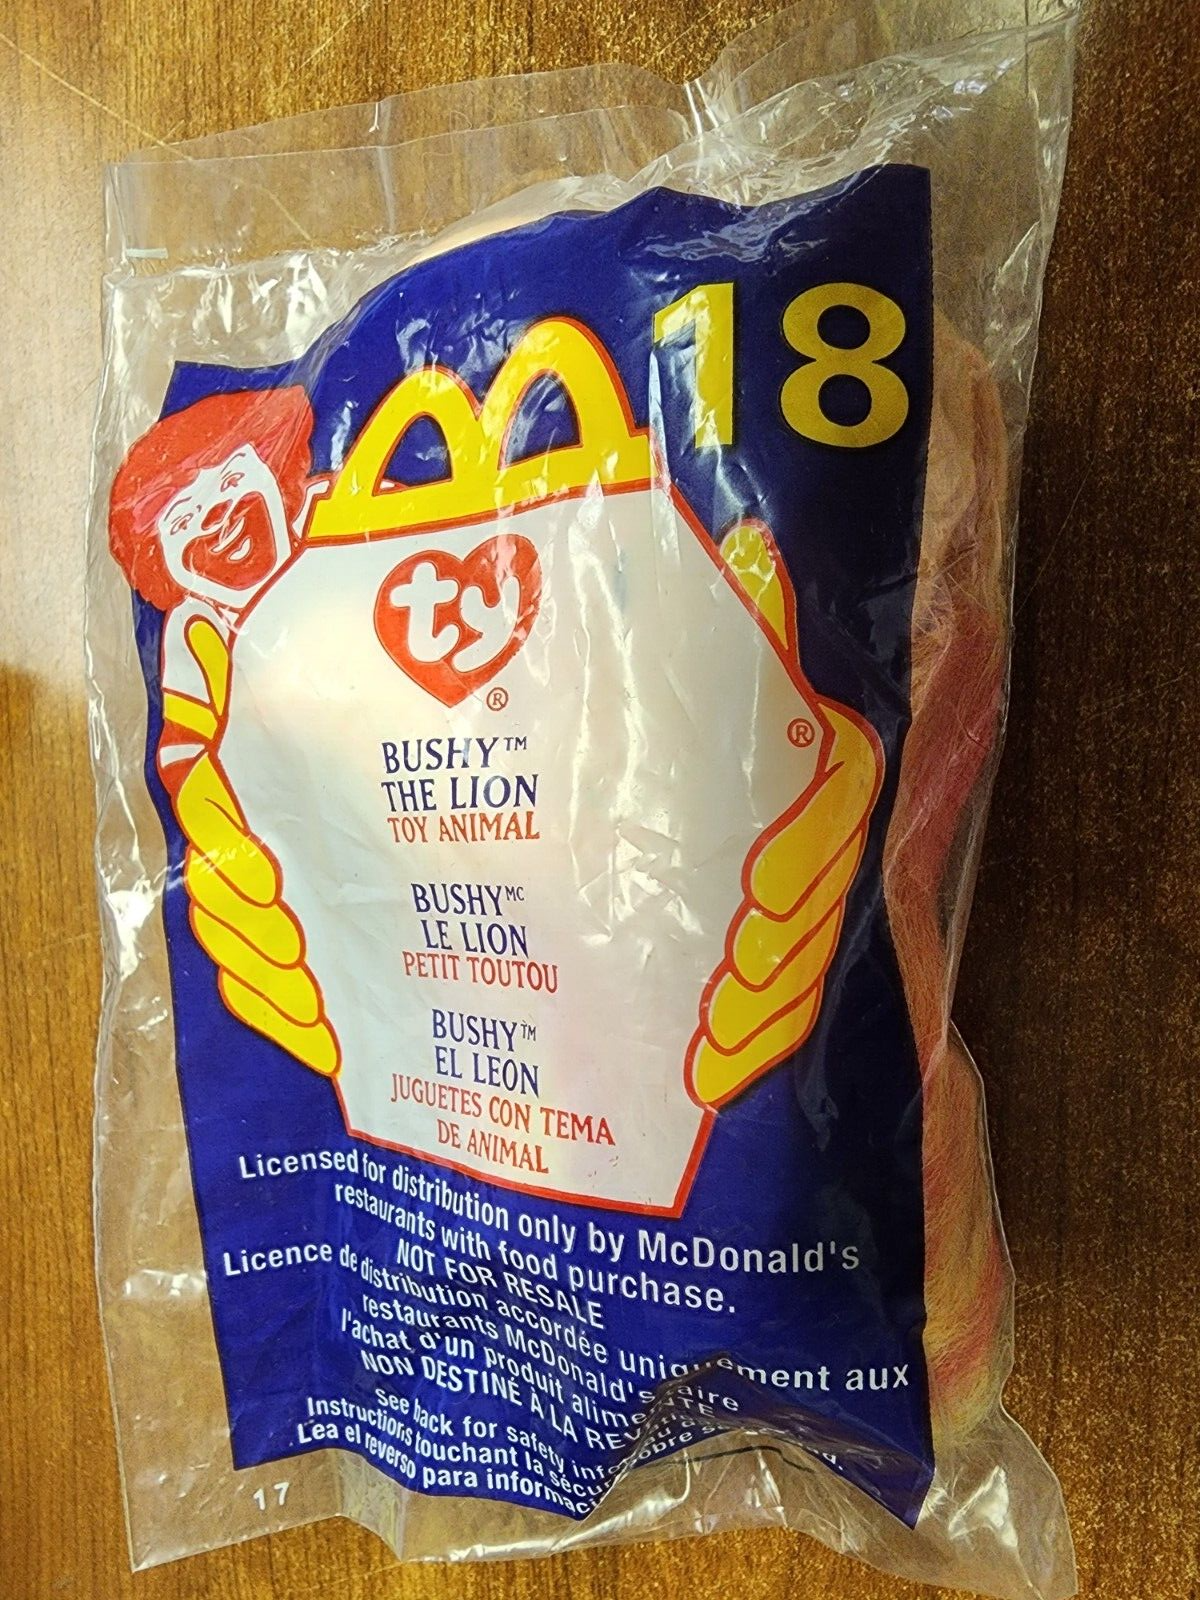 18
ty®
®
BUSHY™
THE LION
TOY ANIMAL
BUSHY MC
LE LION
PETIT TOUTOU
BUSHY™
EL LEON
JUGUETES CON TEMA
DE ANIMAL
Licensed for distribution only by McDonald's
restaurants with food purchase.
NOT FOR RESALE
Licence de distribution accordée uniquement aux
restaurants McDonald's
l'achat d'un produit
NON DESTINÉ À LA
See back for safety
Instructions touchant la
Lea el reverso para
17